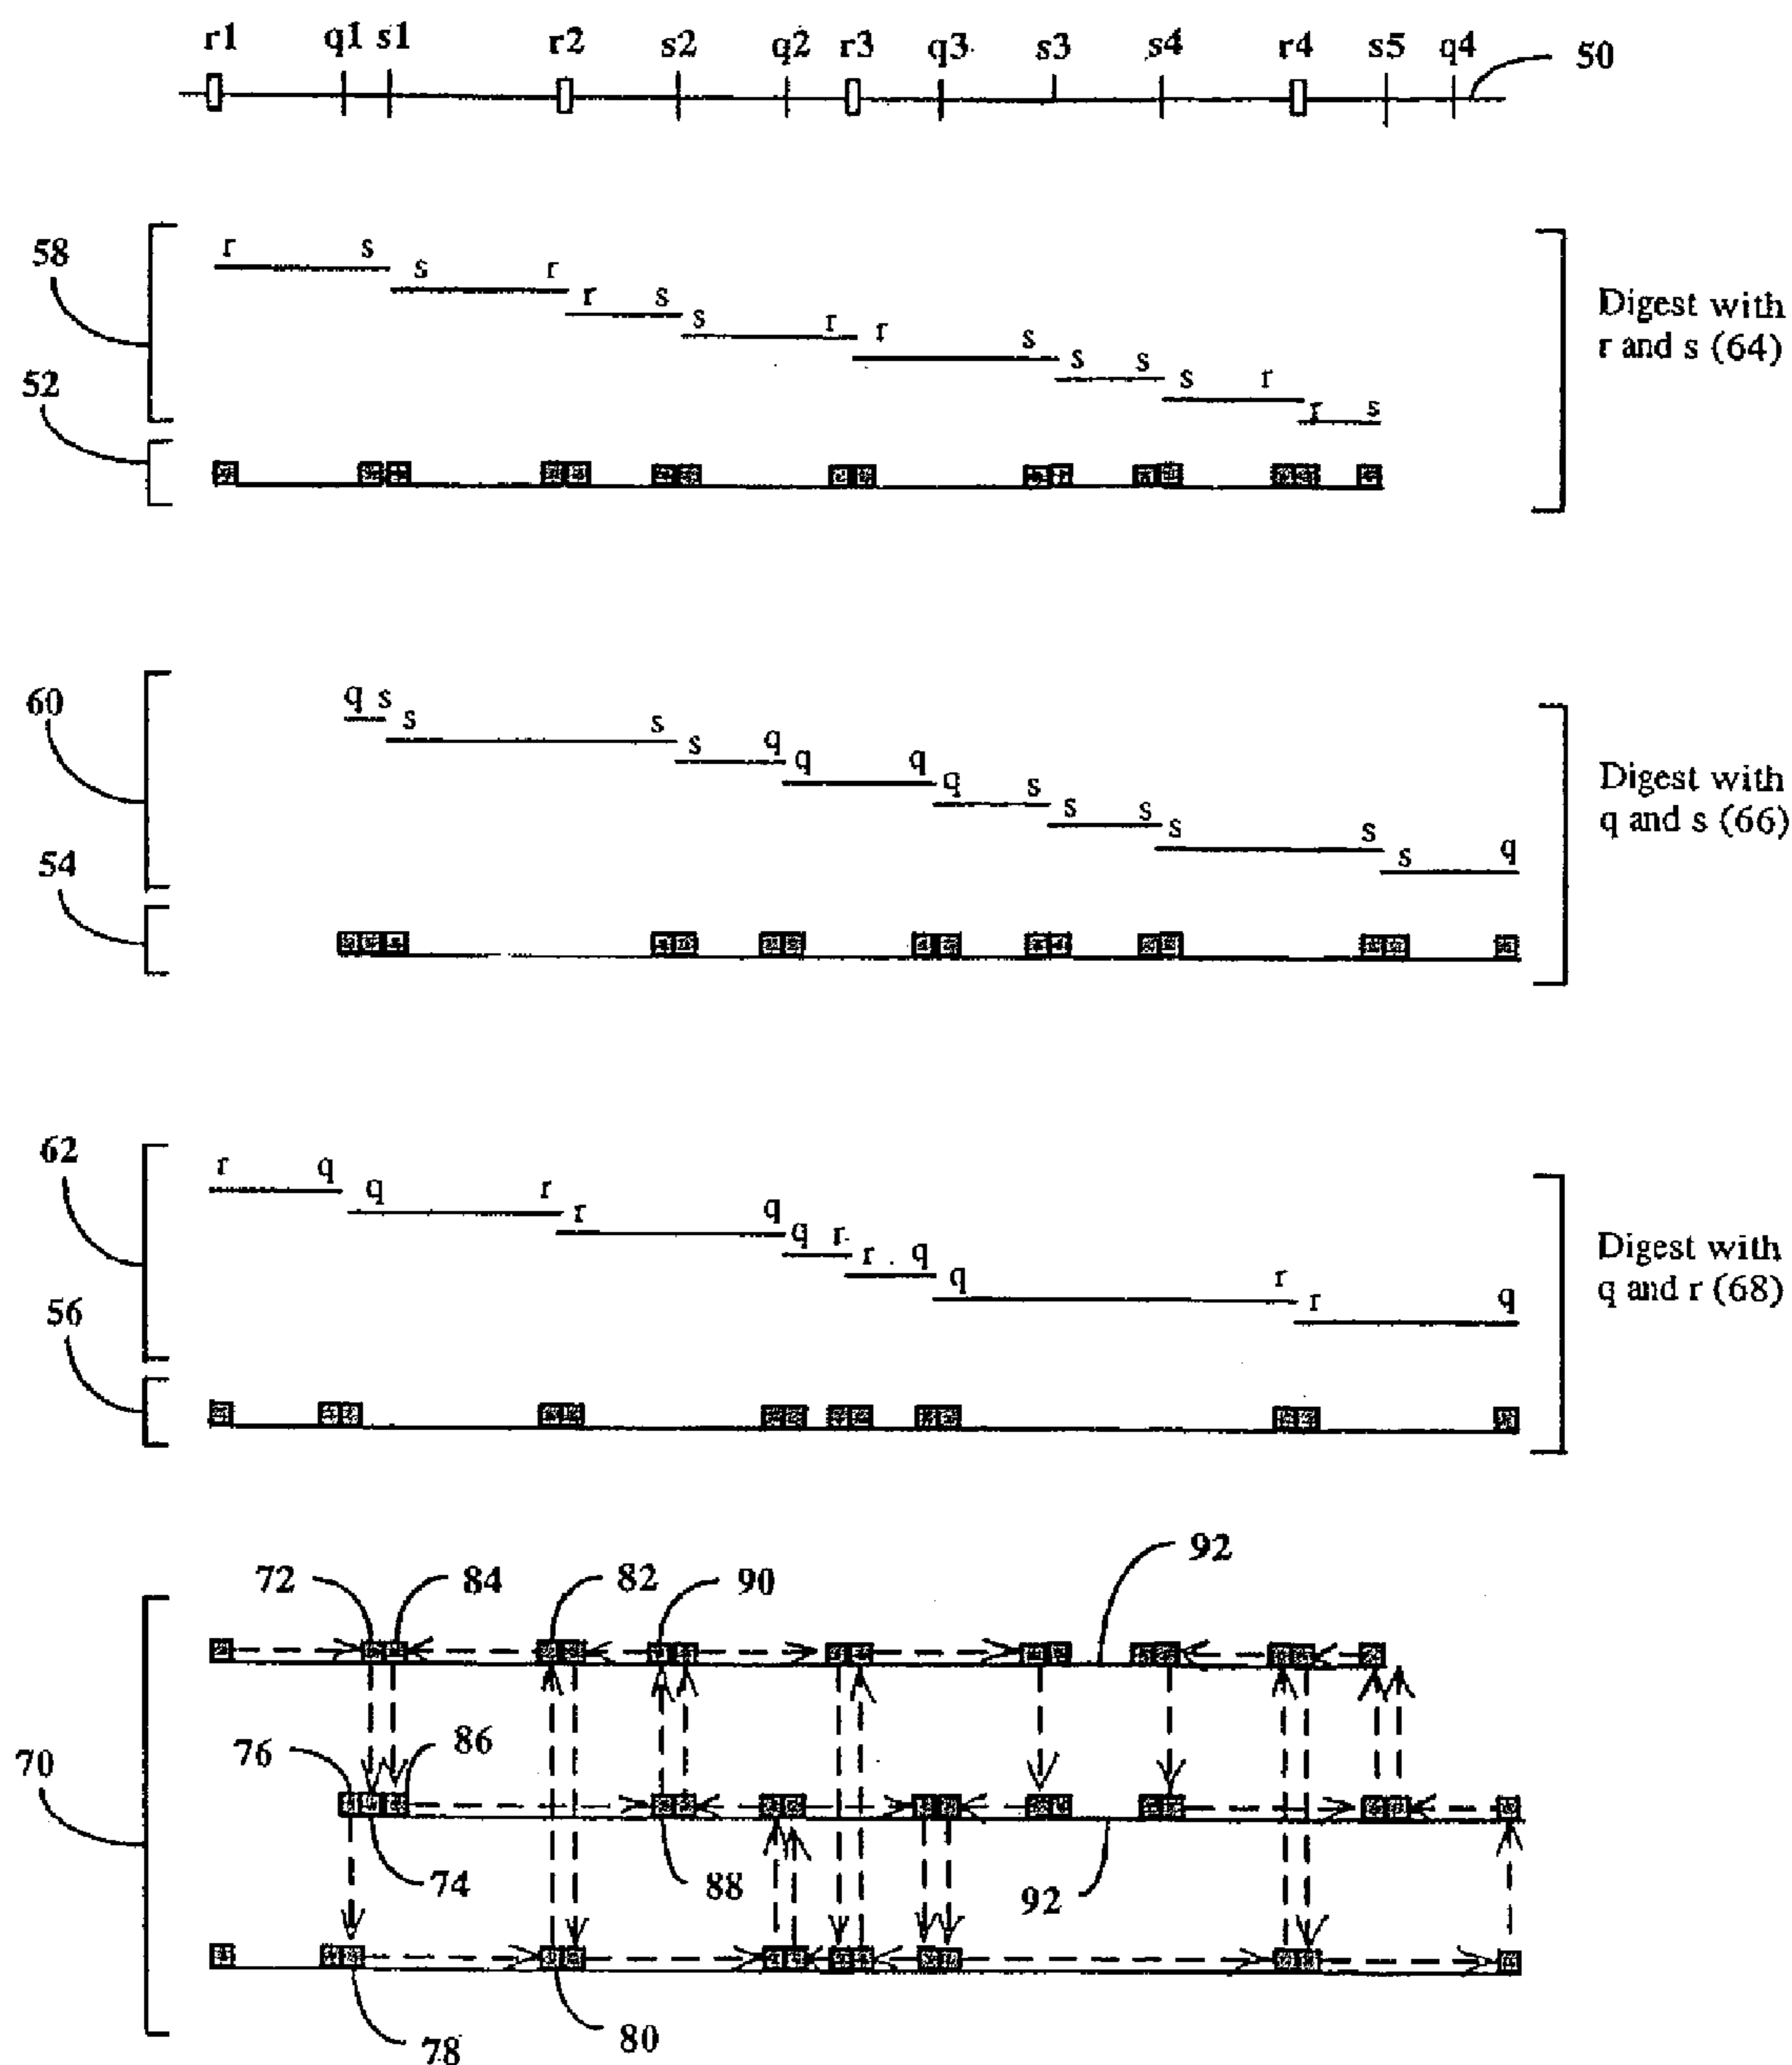 r1 q1 s1 r2 s2 q2 r3 q3 s3 s4 r4 s5 q4 50
58
r s
s r
r s
s r
r s
s s
s r
r s
Digest with
r and s (64)
52
60
q s
s s
s q
q q
q s
s s
s s
s q
Digest with
q and s (66)
54
62
r q
q r
r q
q r
r q
q r
r q
Digest with
q and r (68)
56
72 84 82 90 92
70
76 86
74 88 92
78 80